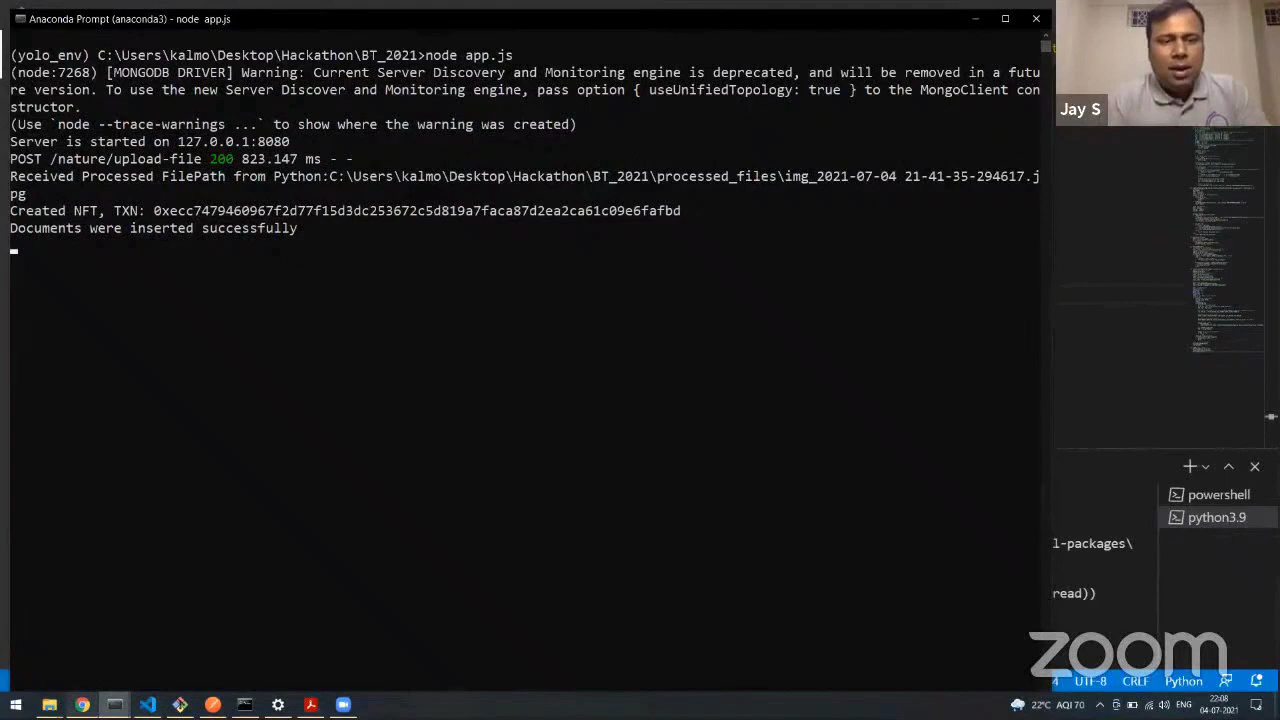 Anaconda Prompt (anaconda3) - node app.js
(yolo_env) C:\Users\kalmo\Desktop\Hackathon\BT_2021>node app.js
(node:7268) [MONGODB DRIVER] Warning: Current Server Discovery and Monitoring engine is deprecated, and will be removed in a futu
re version. To use the new Server Discover and Monitoring engine, pass option { useUnifiedTopology: true } to the MongoClient con
structor.
(Use `node --trace-warnings ...` to show where the warning was created)
Server is started on 127.0.0.1:8080
POST /nature/upload-file 200 823.147 ms - -
Received Processed FilePath from Python:C:\Users\kalmo\Desktop\Hackathon\BT_2021\processed_files\img_2021-07-04 21-41-35-294617.j
pg
Created NFT, TXN:
Documents were inserted successfully
Jay S
powershell
python3.9
l-packages\
read))
zoom
4 UTF-8 CRLF Python
22°C AQI 70 ENG 22:08
04-07-2021